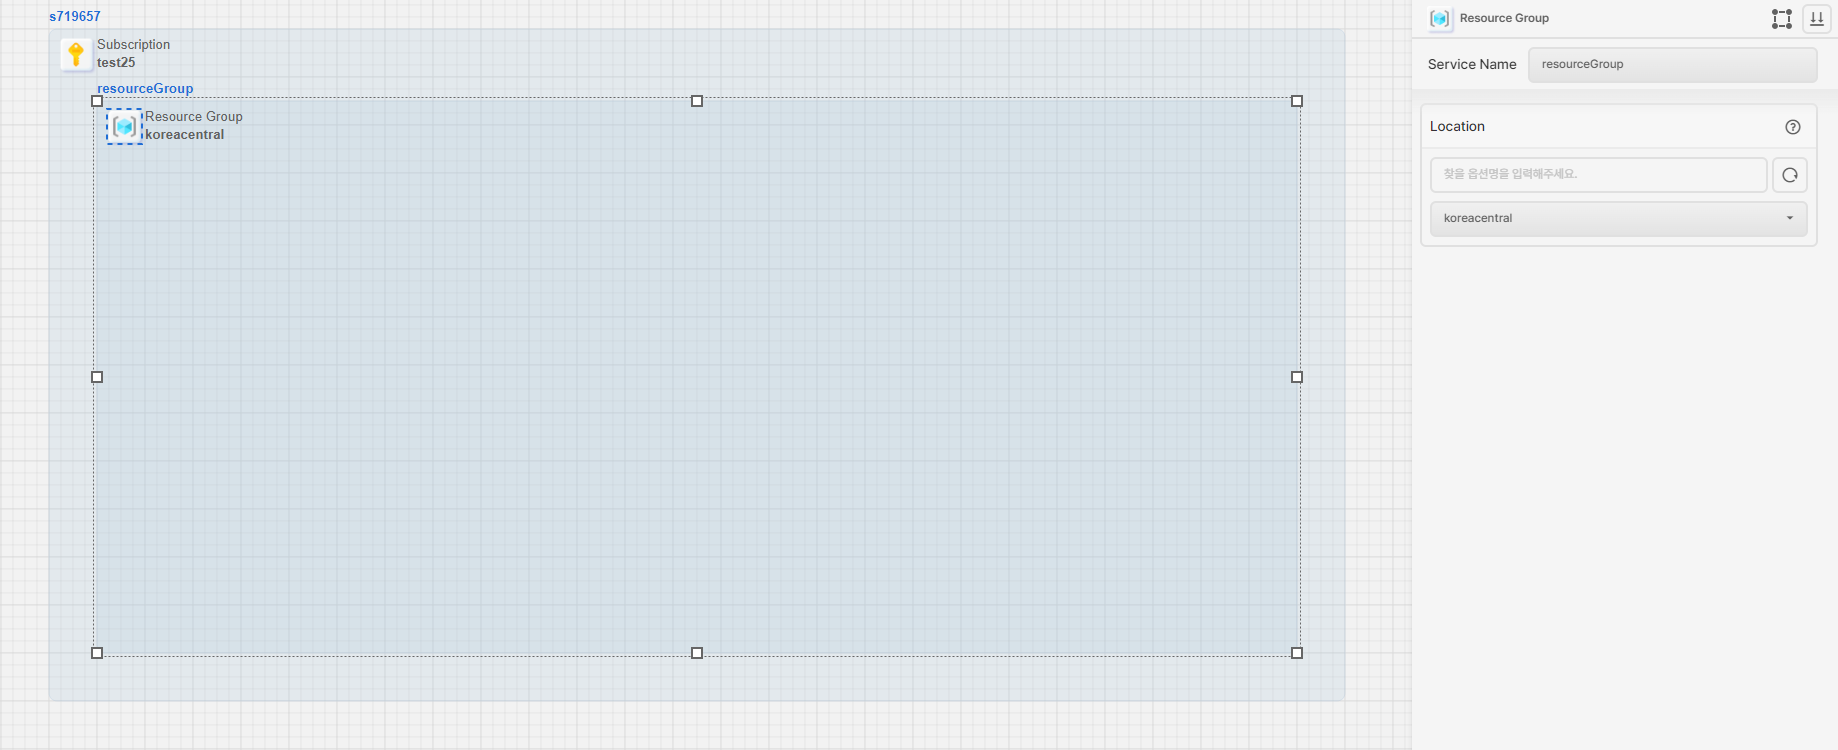 s719657
Subscription
test25
resourceGroup
Resource Group
koreacentral
Resource Group
Service Name
resourceGroup
Location
찾을 옵션명을 입력해주세요.
koreacentral